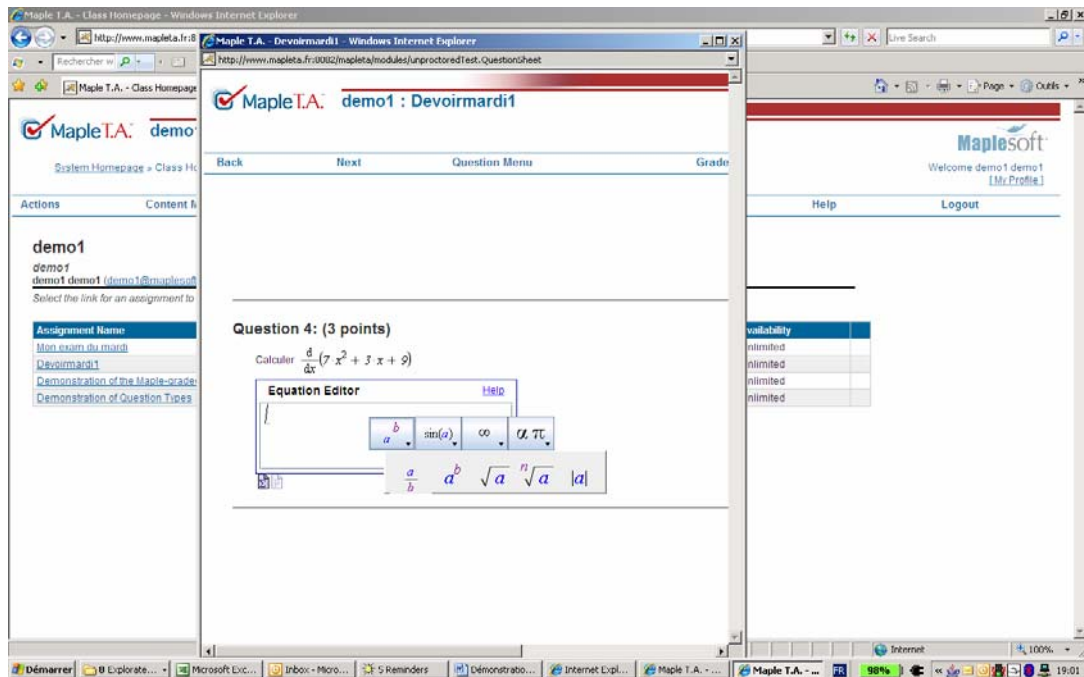 Maple T.A. - Class Homepage - Windows Internet Explorer
http://www.mapleta.fr:8
Live Search
Rechercher w
Maple T.A. - Class Homepage
Page
Outils
MapleT.A. demo
Maplesoft
System Homepage » Class Ho
Welcome demo1 demo1
[My Profile]
Actions
Content M
Help
Logout
demo1
demo1
demo1 demo1 (demo1@maplesoft
Select the link for an assignment to
Assignment Name
vailability
Mon exam du mardi
nlimited
Devoirmardi1
nlimited
Demonstration of the Maple-grade
nlimited
Demonstration of Question Types
nlimited
Maple T.A. - Devoirmardi1 - Windows Internet Explorer
http://www.mapleta.fr:8082/mapleta/modules/unproctoredTest.QuestionSheet
MapleT.A. demo1 : Devoirmardi1
Back
Next
Question Menu
Grade
Question 4: (3 points)
Calculer d/dx (7 x² + 3 x + 9)
Equation Editor
Help
a^b
sin(a)
∞
α π
a/b
a^b
√a
ⁿ√a
|a|
Internet
100%
Démarrer
8 Explorate...
Microsoft Exc...
Inbox - Micro...
5 Reminders
Démonstratio...
Internet Expl...
Maple T.A. - ...
Maple T.A. - ...
FR
98%
19:01